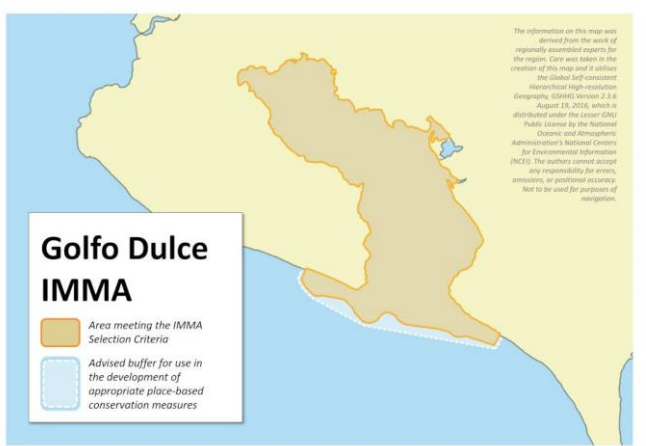 The information on this map was
derived from the work of
regionally assembled experts for
the region. Care was taken in the
creation of this map and it utilises
the Global Self-consistent
Hierarchical High-resolution
Geography, GSHHG Version 2.3.6
August 19, 2016, which is
distributed under the Lesser GNU
Public License by the National
Oceanic and Atmospheric
Administration's National Centers
for Environmental Information
(NCEI). The authors cannot accept
any responsibility for errors,
omissions, or positional accuracy.
Not to be used for purposes of
navigation.
Golfo Dulce
IMMA
Area meeting the IMMA
Selection Criteria
Advised buffer for use in
the development of
appropriate place-based
conservation measures